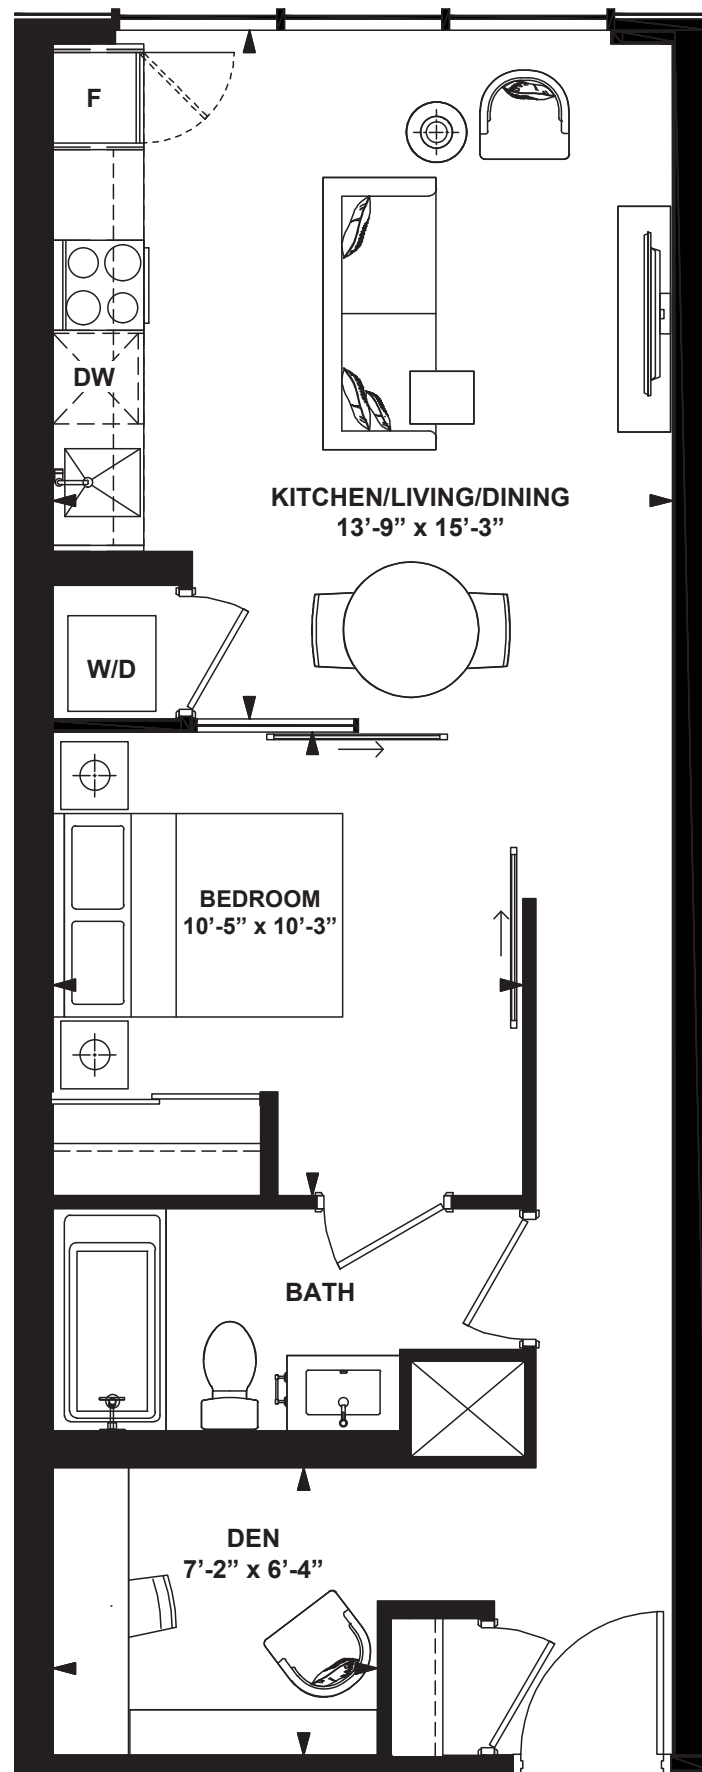 F
DW
KITCHEN/LIVING/DINING
13’-9” x 15’-3”
W/D
BEDROOM
10’-5” x 10’-3”
BATH
DEN
7’-2” x 6’-4”